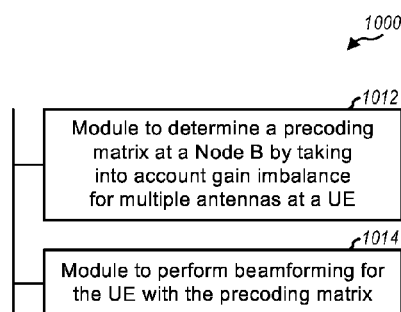 1000
1012
Module to determine a precoding
matrix at a Node B by taking
into account gain imbalance
for multiple antennas at a UE
1014
Module to perform beamforming for
the UE with the precoding matrix